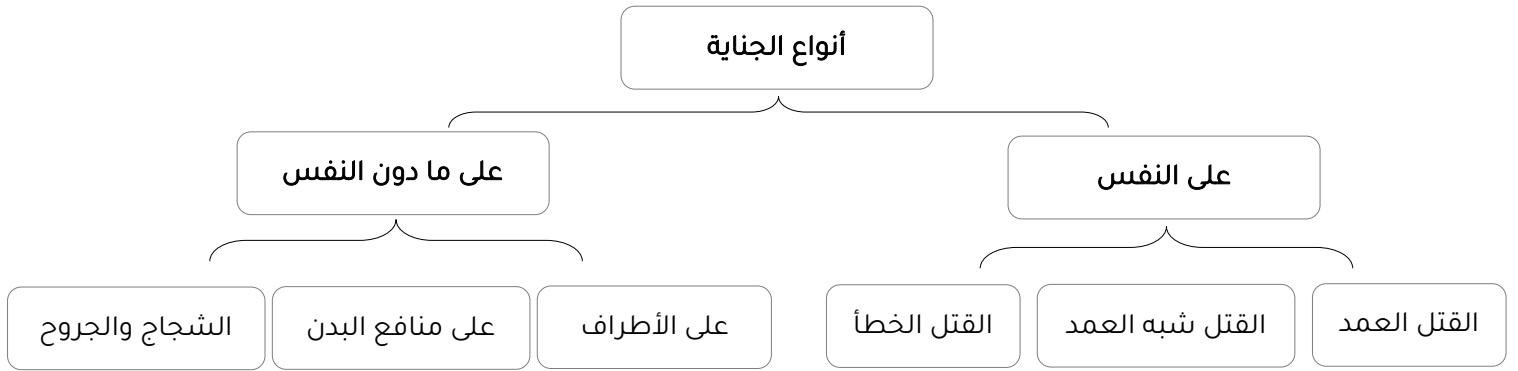 أنواع الجناية
على النفس
على ما دون النفس
القتل العمد
القتل شبه العمد
القتل الخطأ
على الأطراف
على منافع البدن
الشجاج والجروح